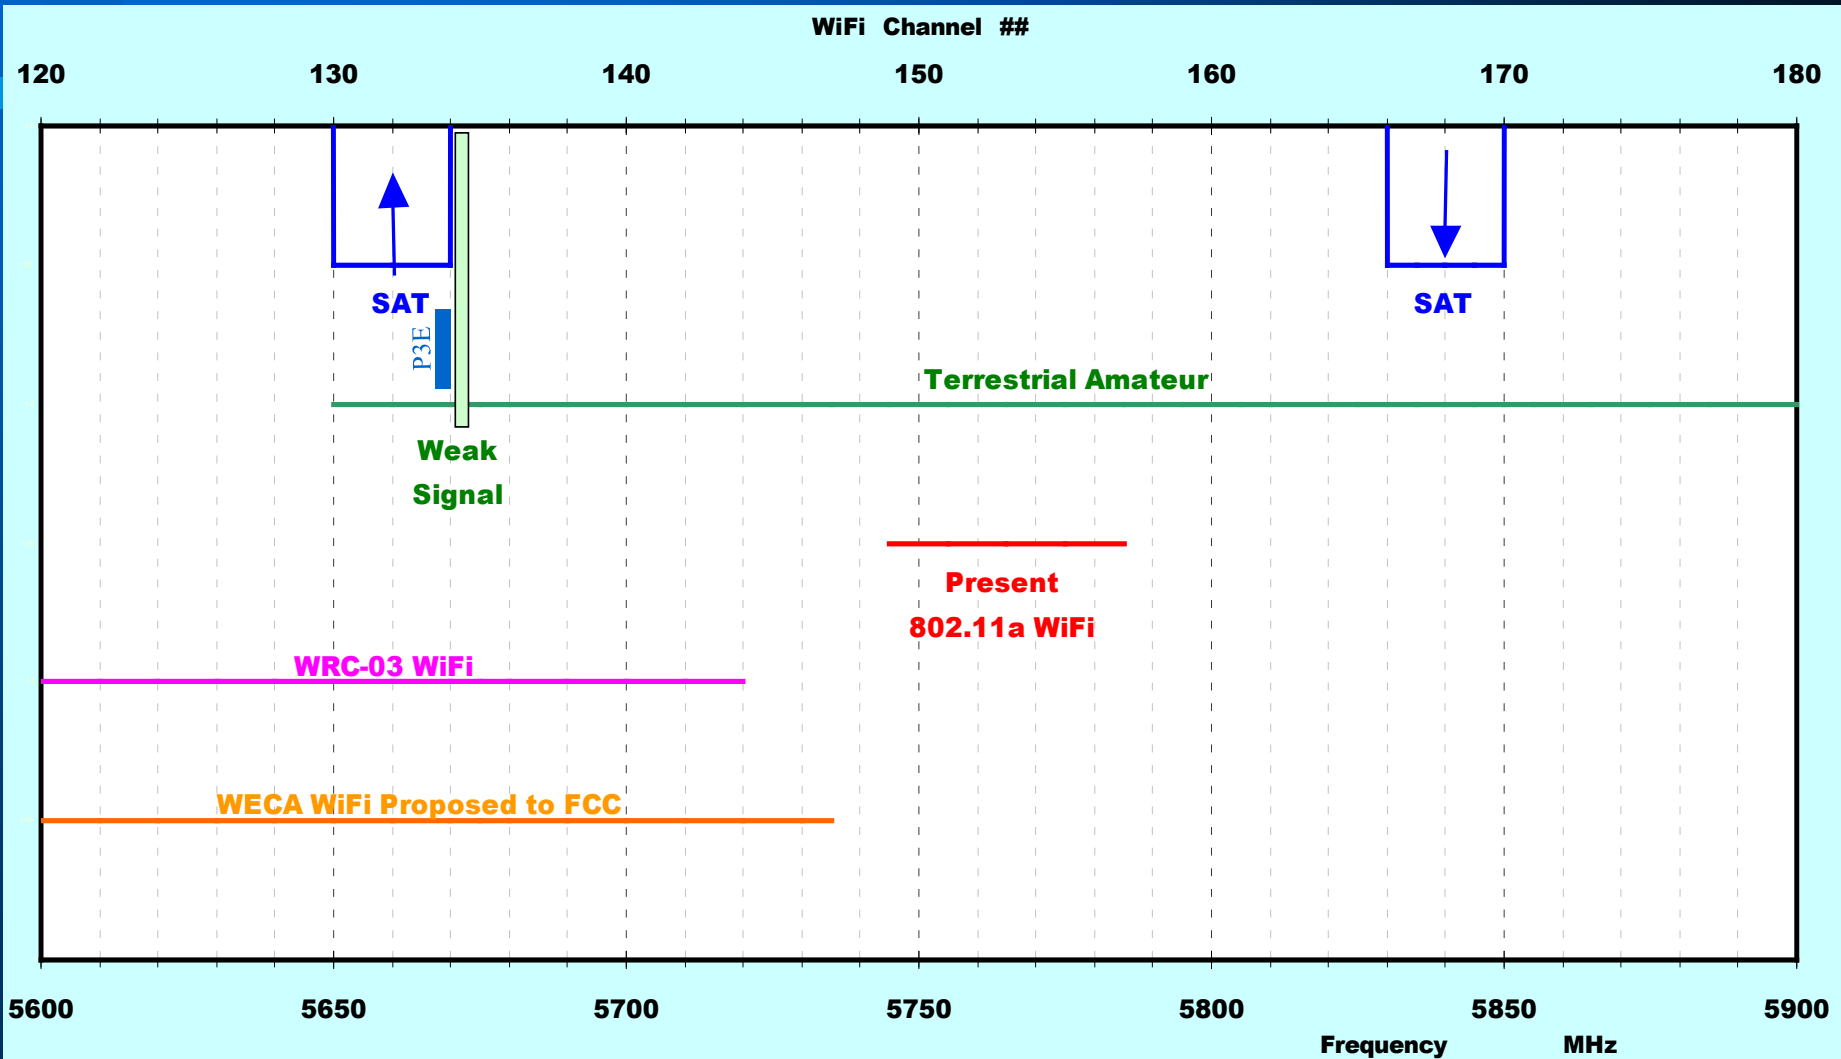 WiFi Channel ##
120 130 140 150 160 170 180
SAT
SAT
P3E
Terrestrial Amateur
Weak
Signal
Present
802.11a WiFi
WRC-03 WiFi
WECA WiFi Proposed to FCC
5600 5650 5700 5750 5800 5850 5900
Frequency MHz